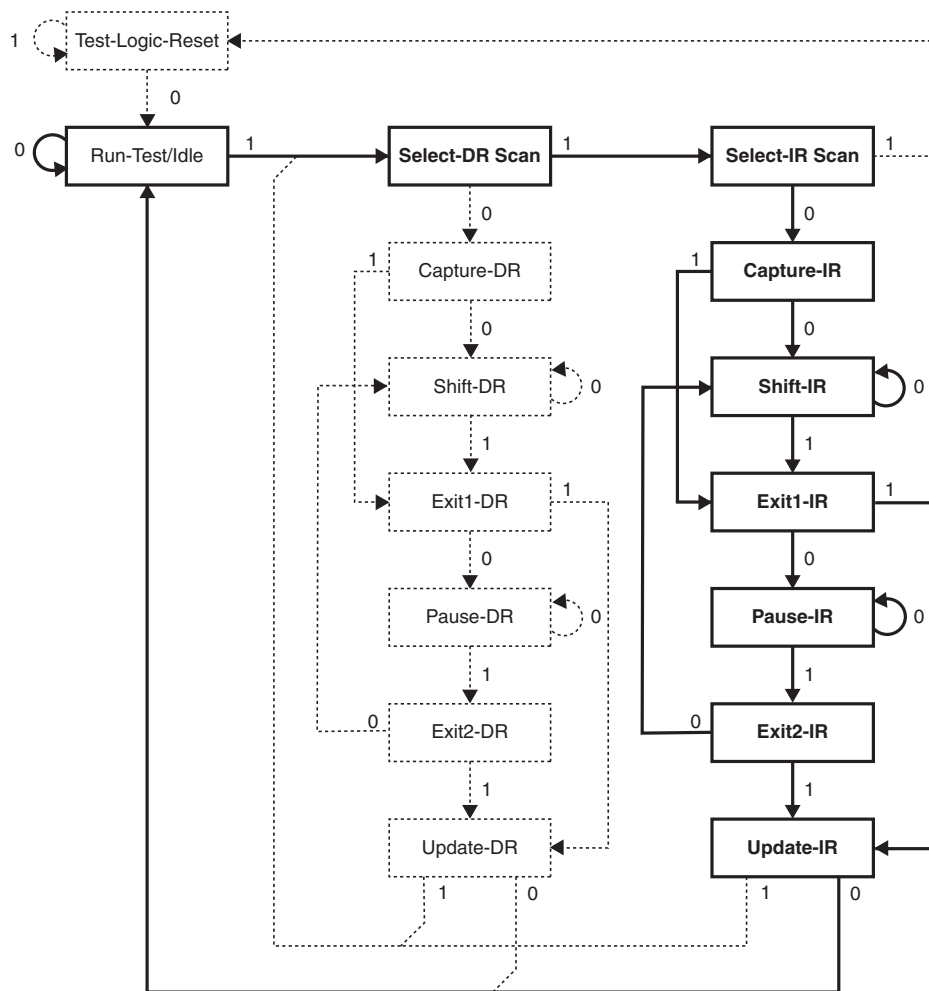 1
Test-Logic-Reset
0
0
Run-Test/Idle
1
Select-DR Scan
1
Select-IR Scan
1
0
0
1
Capture-DR
1
Capture-IR
0
0
Shift-DR
0
Shift-IR
0
1
1
Exit1-DR
1
Exit1-IR
1
0
0
Pause-DR
0
Pause-IR
0
1
1
0
Exit2-DR
0
Exit2-IR
1
1
Update-DR
Update-IR
1
0
1
0